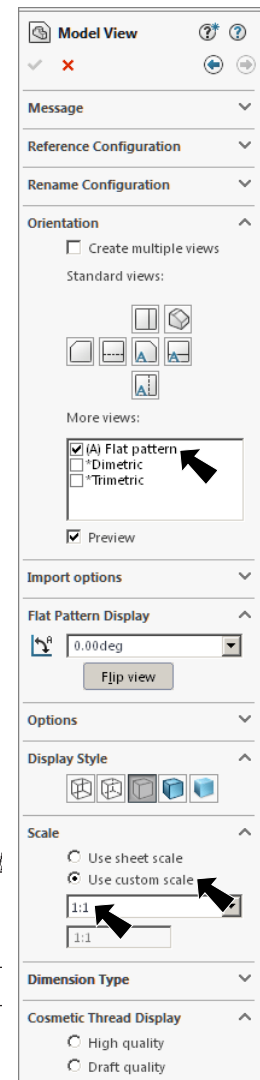 Model View
Message
Reference Configuration
Rename Configuration
Orientation
Create multiple views
Standard views:
More views:
(A) Flat pattern
*Dimetric
*Trimetric
Preview
Import options
Flat Pattern Display
0.00deg
Flip view
Options
Display Style
Scale
Use sheet scale
Use custom scale
1:1
1:1
Dimension Type
Cosmetic Thread Display
High quality
Draft quality